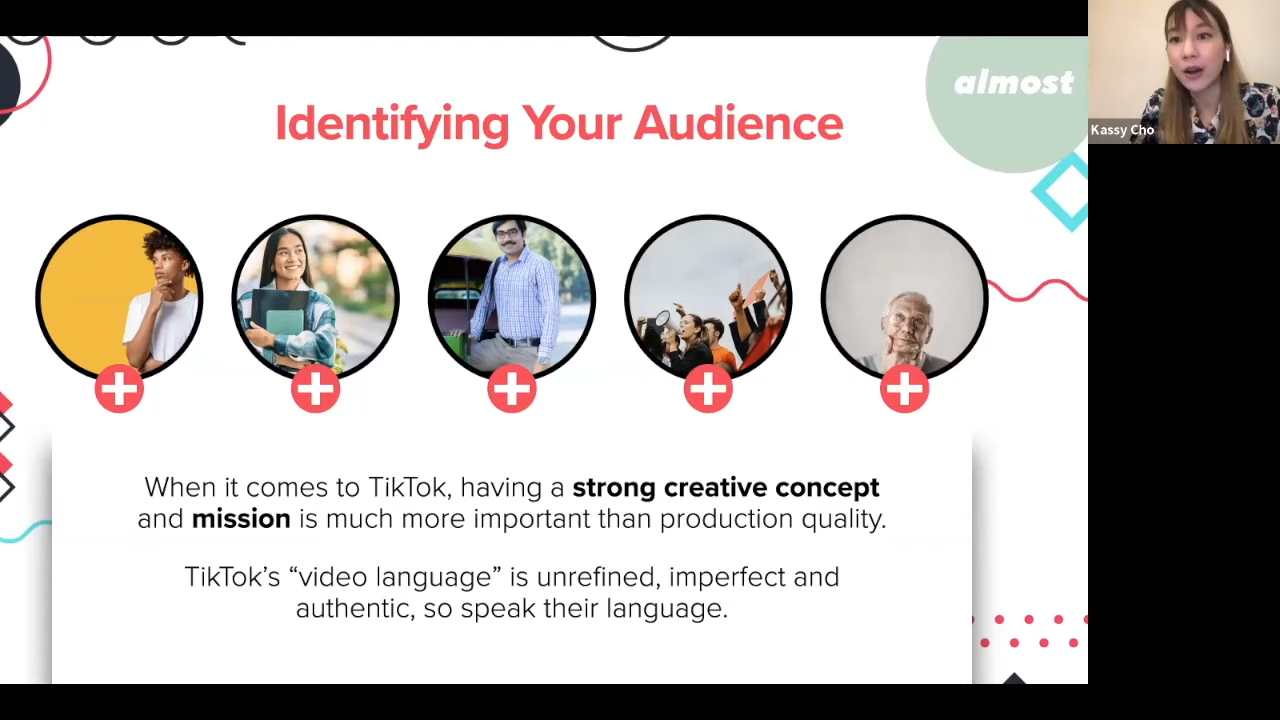 almost
Identifying Your Audience
Kassy Cho
When it comes to TikTok, having a strong creative concept
and mission is much more important than production quality.
TikTok’s “video language” is unrefined, imperfect and
authentic, so speak their language.